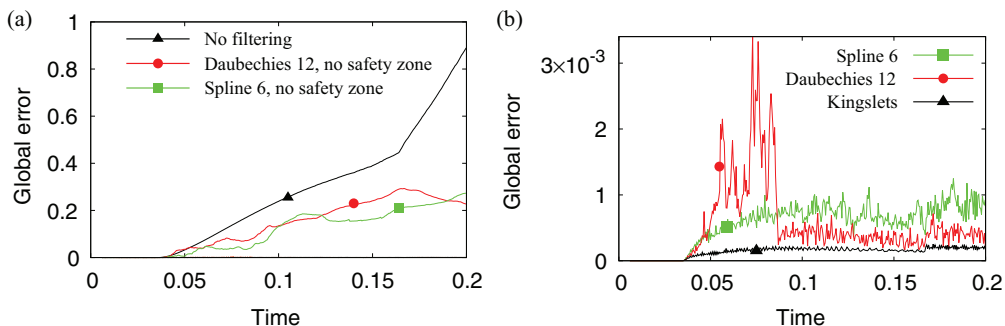 (a)
Global error
1
0.8
0.6
0.4
0.2
0
No filtering
Daubechies 12, no safety zone
Spline 6, no safety zone
0 0.05 0.1 0.15 0.2
Time
(b)
Global error
3×10⁻³
2
1
0
Spline 6
Daubechies 12
Kingslets
0 0.05 0.1 0.15 0.2
Time